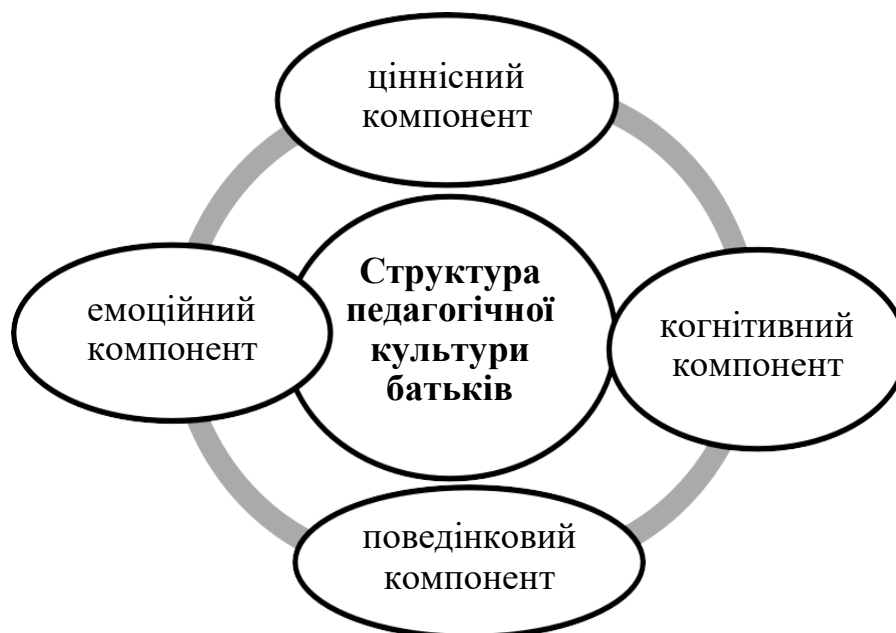 ціннісний
компонент
Структура
педагогічної
культури
батьків
емоційний
компонент
когнітивний
компонент
поведінковий
компонент